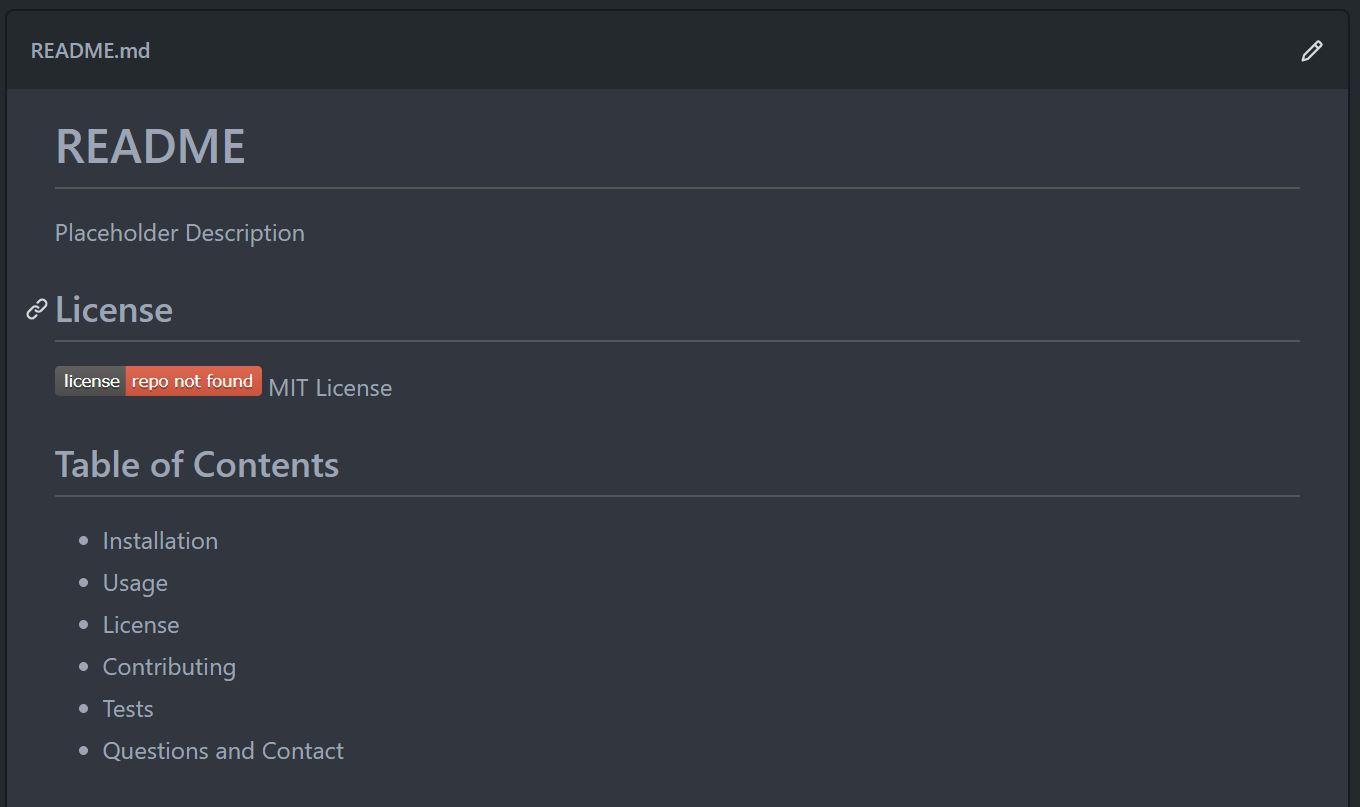 README.md
README
Placeholder Description
License
license repo not found MIT License
Table of Contents
Installation
Usage
License
Contributing
Tests
Questions and Contact